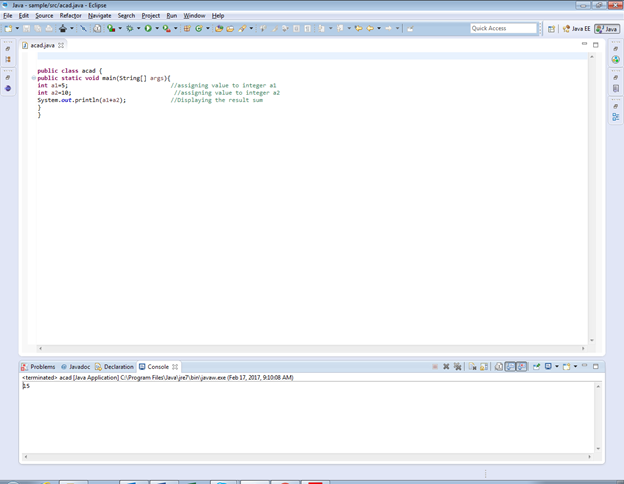 Java - sample/src/acad.java - Eclipse
File Edit Source Refactor Navigate Search Project Run Window Help
Quick Access
Java EE Java
acad.java
public class acad {
public static void main(String[] args){
int a1=5; //assigning value to integer a1
int a2=10; //assigning value to integer a2
System.out.println(a1+a2); //Displaying the result sum
}
}
Problems Javadoc Declaration Console
<terminated> acad [Java Application] C:\Program Files\Java\jre7\bin\javaw.exe (Feb 17, 2017, 9:10:08 AM)
15